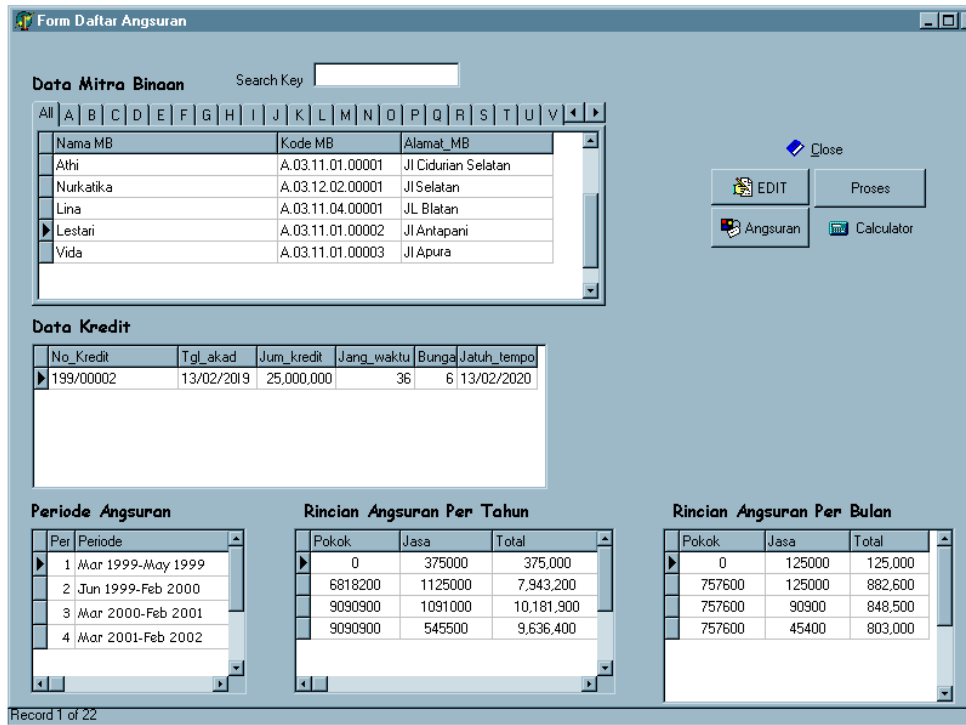 Form Daftar Angsuran
Data Mitra Binaan Search Key
All A B C D E F G H I J K L M N O P Q R S T U V
Nama MB Kode MB Alamat_MB
Athi A.03.11.01.00001 Jl Cidurian Selatan
Nurkatika A.03.12.02.00001 Jl Selatan
Lina A.03.11.04.00001 JL Blatan
Lestari A.03.11.01.00002 Jl Antapani
Vida A.03.11.01.00003 Jl Apura
Close
EDIT Proses
Angsuran Calculator
Data Kredit
No_Kredit Tgl_akad Jum_kredit Jang_waktu Bunga Jatuh_tempo
199/00002 13/02/2019 25,000,000 36 6 13/02/2020
Periode Angsuran
Per Periode
1 Mar 1999-May 1999
2 Jun 1999-Feb 2000
3 Mar 2000-Feb 2001
4 Mar 2001-Feb 2002
Rincian Angsuran Per Tahun
Pokok Jasa Total
0 375000 375,000
6818200 1125000 7,943,200
9090900 1091000 10,181,900
9090900 545500 9,636,400
Rincian Angsuran Per Bulan
Pokok Jasa Total
0 125000 125,000
757600 125000 882,600
757600 90900 848,500
757600 45400 803,000
Record 1 of 22